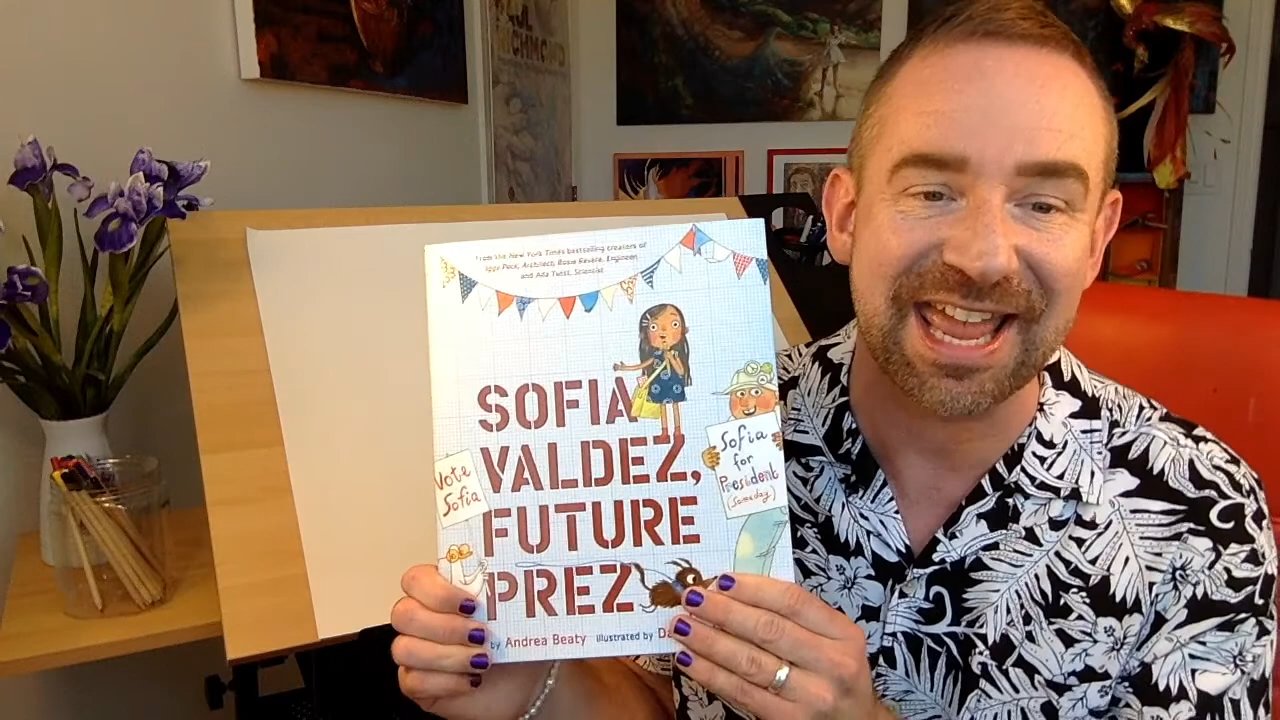 RICHMOND
From the New York Times bestselling creators of
Iggy Peck, Architect, Rosie Revere, Engineer,
and Ada Twist, Scientist
SOFIA
VALDEZ,
FUTURE
PREZ
Vote
Sofia
Sofia
for
President
(Someday)
by Andrea Beaty illustrated by